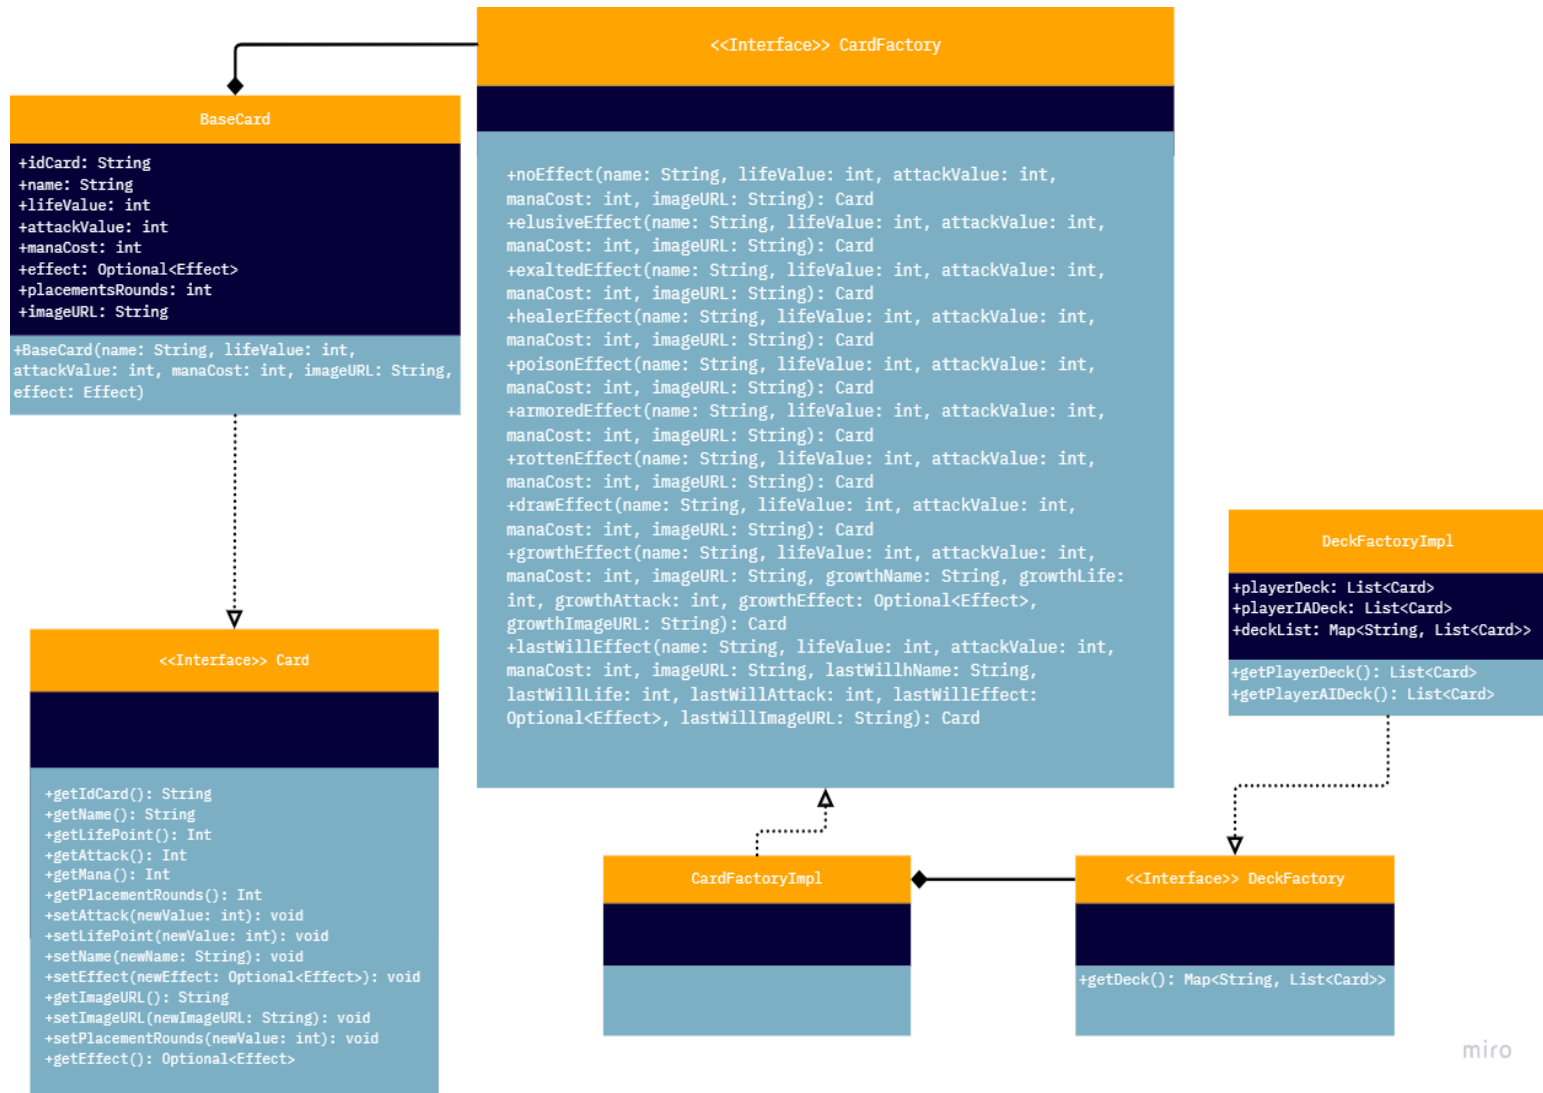 <<Interface>> CardFactory
+noEffect(name: String, lifeValue: int, attackValue: int,
manaCost: int, imageURL: String): Card
+elusiveEffect(name: String, lifeValue: int, attackValue: int,
manaCost: int, imageURL: String): Card
+exaltedEffect(name: String, lifeValue: int, attackValue: int,
manaCost: int, imageURL: String): Card
+healerEffect(name: String, lifeValue: int, attackValue: int,
manaCost: int, imageURL: String): Card
+poisonEffect(name: String, lifeValue: int, attackValue: int,
manaCost: int, imageURL: String): Card
+armoredEffect(name: String, lifeValue: int, attackValue: int,
manaCost: int, imageURL: String): Card
+rottenEffect(name: String, lifeValue: int, attackValue: int,
manaCost: int, imageURL: String): Card
+drawEffect(name: String, lifeValue: int, attackValue: int,
manaCost: int, imageURL: String): Card
+growthEffect(name: String, lifeValue: int, attackValue: int,
manaCost: int, imageURL: String, growthName: String, growthLife:
int, growthAttack: int, growthEffect: Optional<Effect>,
growthImageURL: String): Card
+lastWillEffect(name: String, lifeValue: int, attackValue: int,
manaCost: int, imageURL: String, lastWillhName: String,
lastWillLife: int, lastWillAttack: int, lastWillEffect:
Optional<Effect>, lastWillImageURL: String): Card
BaseCard
+idCard: String
+name: String
+lifeValue: int
+attackValue: int
+manaCost: int
+effect: Optional<Effect>
+placementsRounds: int
+imageURL: String
+BaseCard(name: String, lifeValue: int,
attackValue: int, manaCost: int, imageURL: String,
effect: Effect)
<<Interface>> Card
+getIdCard(): String
+getName(): String
+getLifePoint(): Int
+getAttack(): Int
+getMana(): Int
+getPlacementRounds(): Int
+setAttack(newValue: int): void
+setLifePoint(newValue: int): void
+setName(newName: String): void
+setEffect(newEffect: Optional<Effect>): void
+getImageURL(): String
+setImageURL(newImageURL: String): void
+setPlacementRounds(newValue: int): void
+getEffect(): Optional<Effect>
DeckFactoryImpl
+playerDeck: List<Card>
+playerIADeck: List<Card>
+deckList: Map<String, List<Card>>
+getPlayerDeck(): List<Card>
+getPlayerAIDeck(): List<Card>
CardFactoryImpl
<<Interface>> DeckFactory
+getDeck(): Map<String, List<Card>>
miro